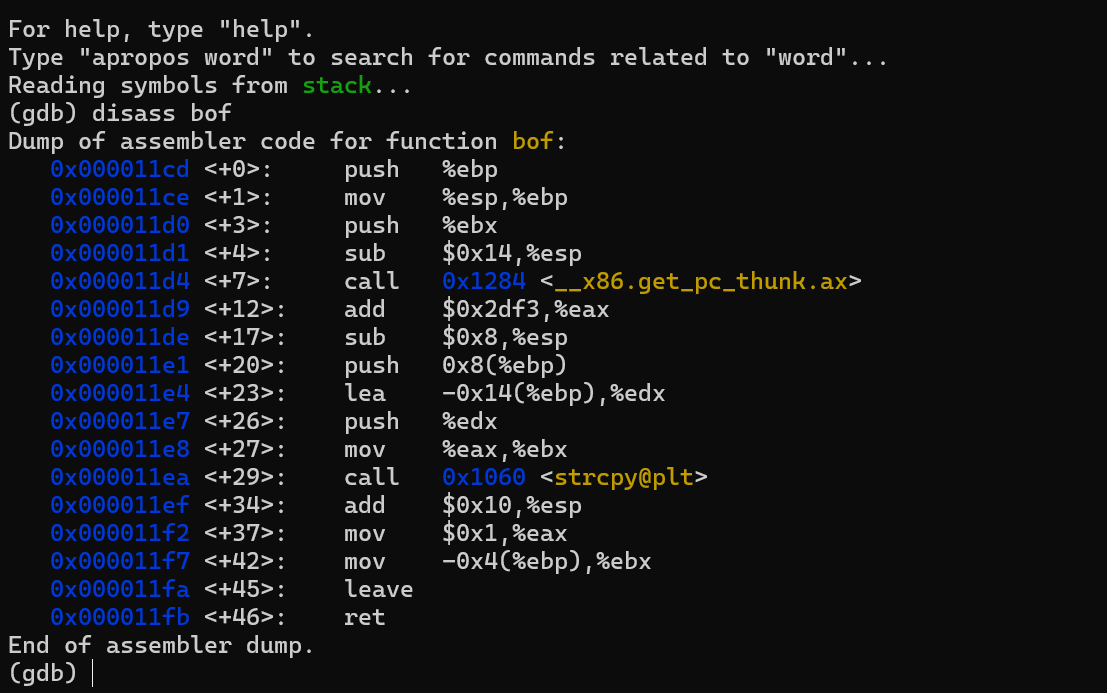 For help, type "help".
Type "apropos word" to search for commands related to "word"...
Reading symbols from stack...
(gdb) disass bof
Dump of assembler code for function bof:
   0x000011cd <+0>:     push   %ebp
   0x000011ce <+1>:     mov    %esp,%ebp
   0x000011d0 <+3>:     push   %ebx
   0x000011d1 <+4>:     sub    $0x14,%esp
   0x000011d4 <+7>:     call   0x1284 <__x86.get_pc_thunk.ax>
   0x000011d9 <+12>:    add    $0x2df3,%eax
   0x000011de <+17>:    sub    $0x8,%esp
   0x000011e1 <+20>:    push   0x8(%ebp)
   0x000011e4 <+23>:    lea    -0x14(%ebp),%edx
   0x000011e7 <+26>:    push   %edx
   0x000011e8 <+27>:    mov    %eax,%ebx
   0x000011ea <+29>:    call   0x1060 <strcpy@plt>
   0x000011ef <+34>:    add    $0x10,%esp
   0x000011f2 <+37>:    mov    $0x1,%eax
   0x000011f7 <+42>:    mov    -0x4(%ebp),%ebx
   0x000011fa <+45>:    leave
   0x000011fb <+46>:    ret
End of assembler dump.
(gdb)